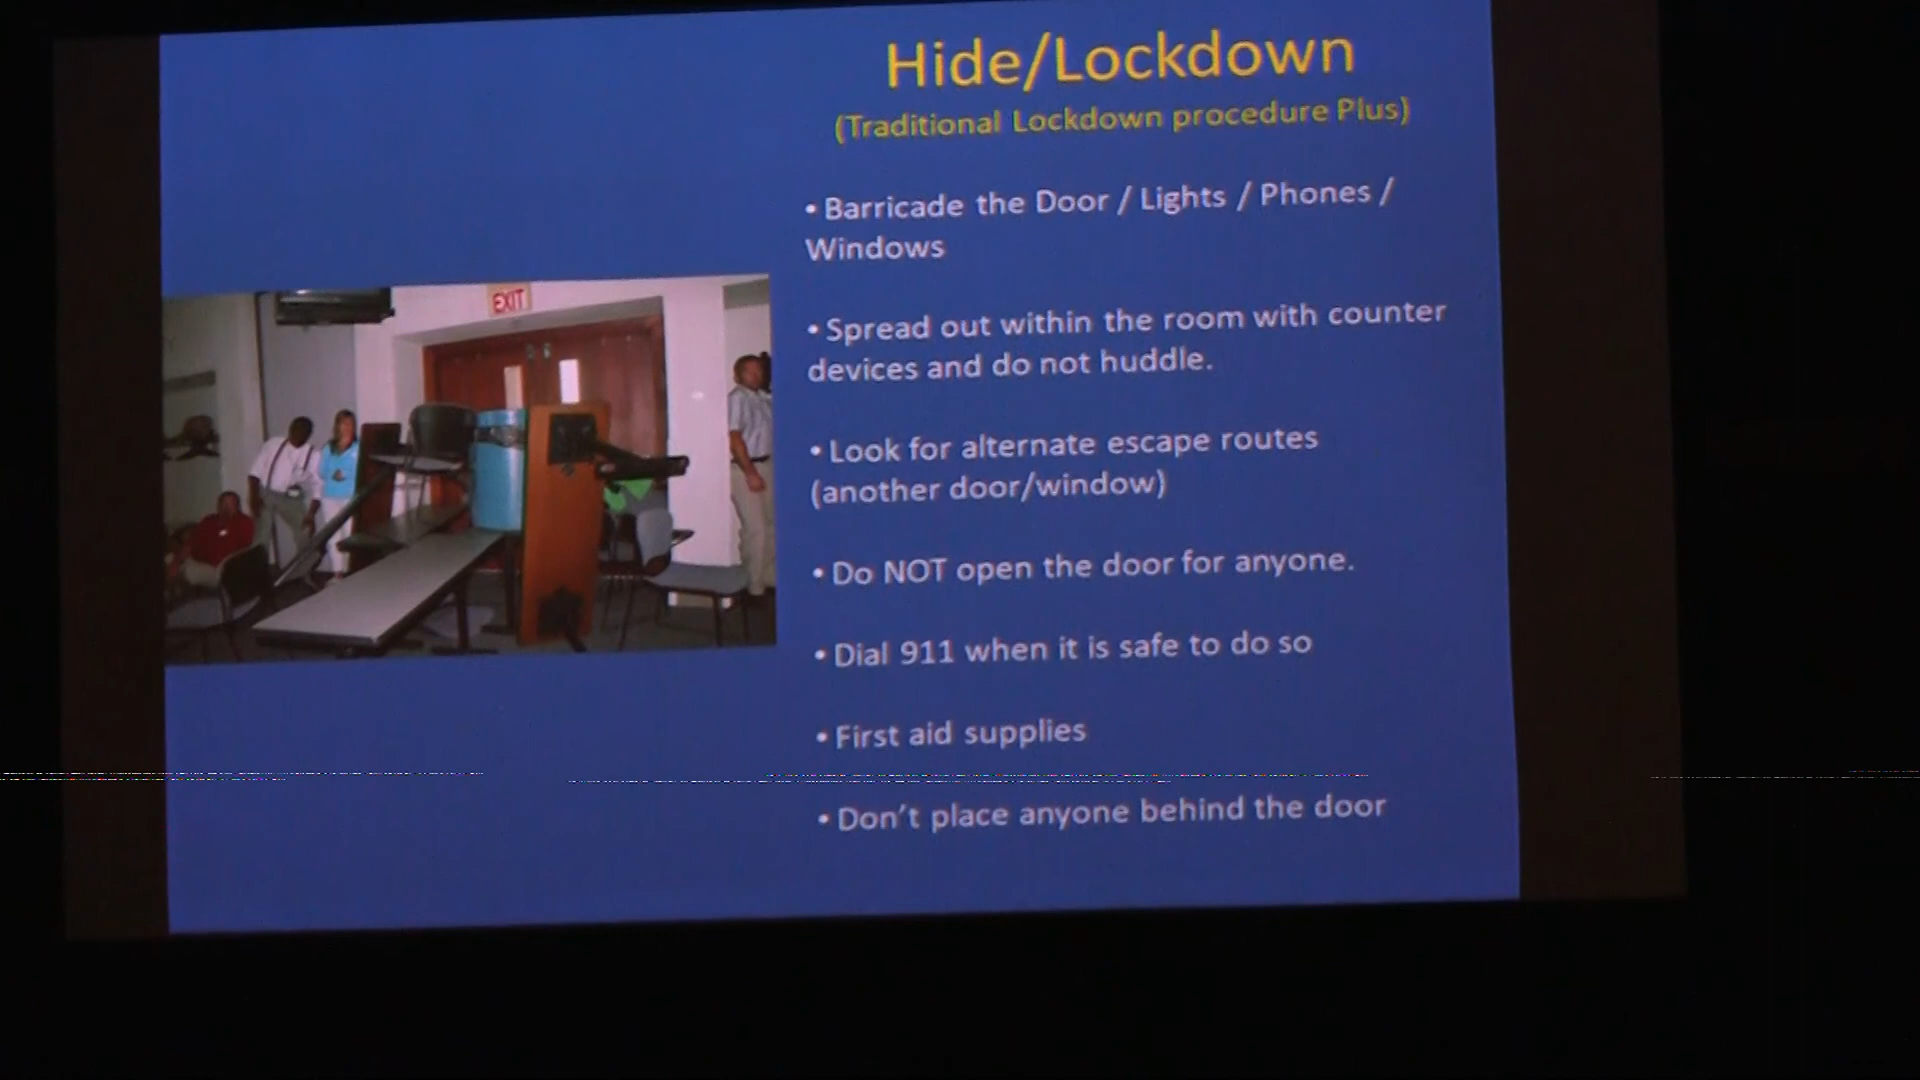 Hide/Lockdown
(Traditional Lockdown procedure Plus)
• Barricade the Door / Lights / Phones /
Windows
• Spread out within the room with counter
devices and do not huddle.
• Look for alternate escape routes
(another door/window)
• Do NOT open the door for anyone.
• Dial 911 when it is safe to do so
• First aid supplies
• Don't place anyone behind the door
EXIT